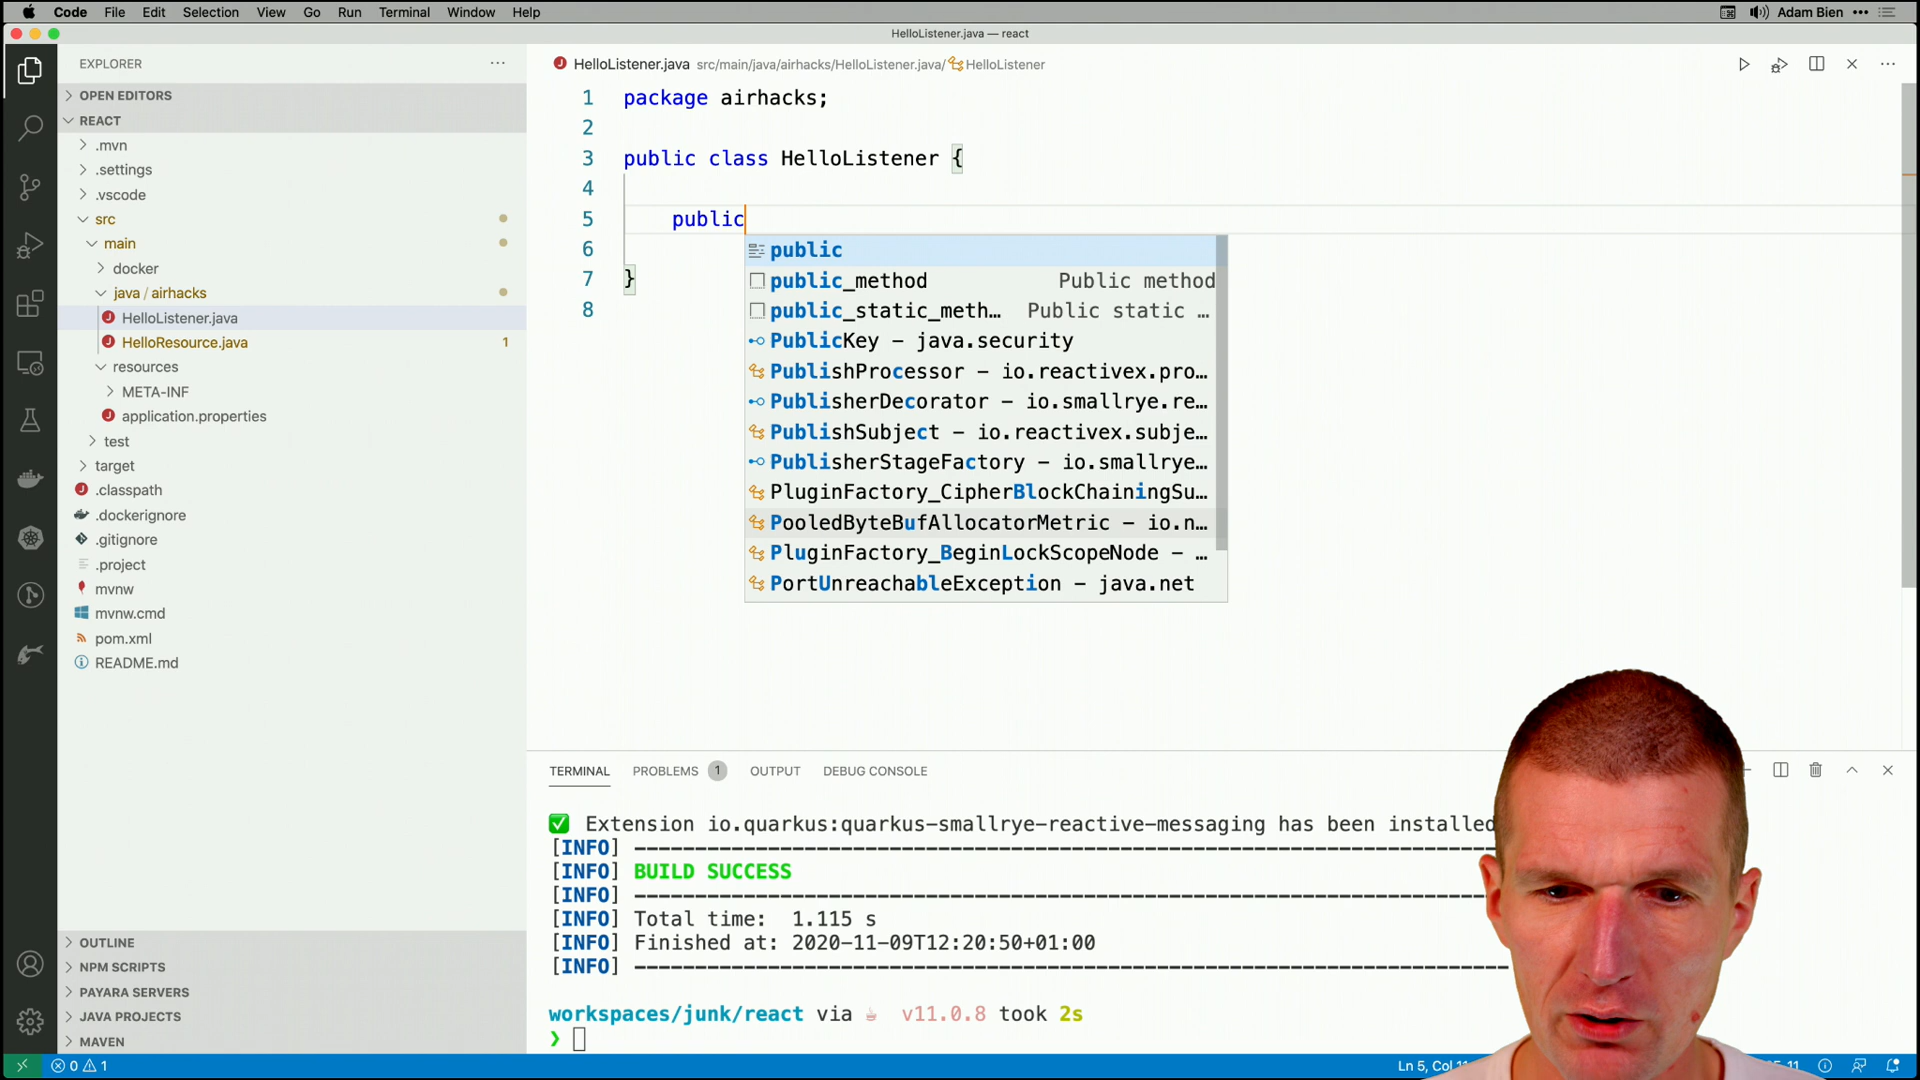 Code File Edit Selection View Go Run Terminal Window Help
Adam Bien
HelloListener.java — react
EXPLORER
OPEN EDITORS
REACT
.mvn
.settings
.vscode
src
main
docker
java / airhacks
HelloListener.java
HelloResource.java 1
resources
META-INF
application.properties
test
target
.classpath
.dockerignore
.gitignore
.project
mvnw
mvnw.cmd
pom.xml
README.md
OUTLINE
NPM SCRIPTS
PAYARA SERVERS
JAVA PROJECTS
MAVEN
HelloListener.java src/main/java/airhacks/HelloListener.java/ HelloListener
1 package airhacks;
2
3 public class HelloListener {
4
5 public
6
7 }
8
public
public_method Public method
public_static_meth… Public static …
PublicKey – java.security
PublishProcessor – io.reactivex.pro…
PublisherDecorator – io.smallrye.re…
PublishSubject – io.reactivex.subje…
PublisherStageFactory – io.smallrye…
PluginFactory_CipherBlockChainingSu…
PooledByteBufAllocatorMetric – io.n…
PluginFactory_BeginLockScopeNode – …
PortUnreachableException – java.net
TERMINAL PROBLEMS 1 OUTPUT DEBUG CONSOLE
✅ Extension io.quarkus:quarkus-smallrye-reactive-messaging has been installed
[INFO] ------------------------------------------------------------------------
[INFO] BUILD SUCCESS
[INFO] ------------------------------------------------------------------------
[INFO] Total time:  1.115 s
[INFO] Finished at: 2020-11-09T12:20:50+01:00
[INFO] ------------------------------------------------------------------------
workspaces/junk/react via ☕ v11.0.8 took 2s
❯
0 1
Ln 5, Col